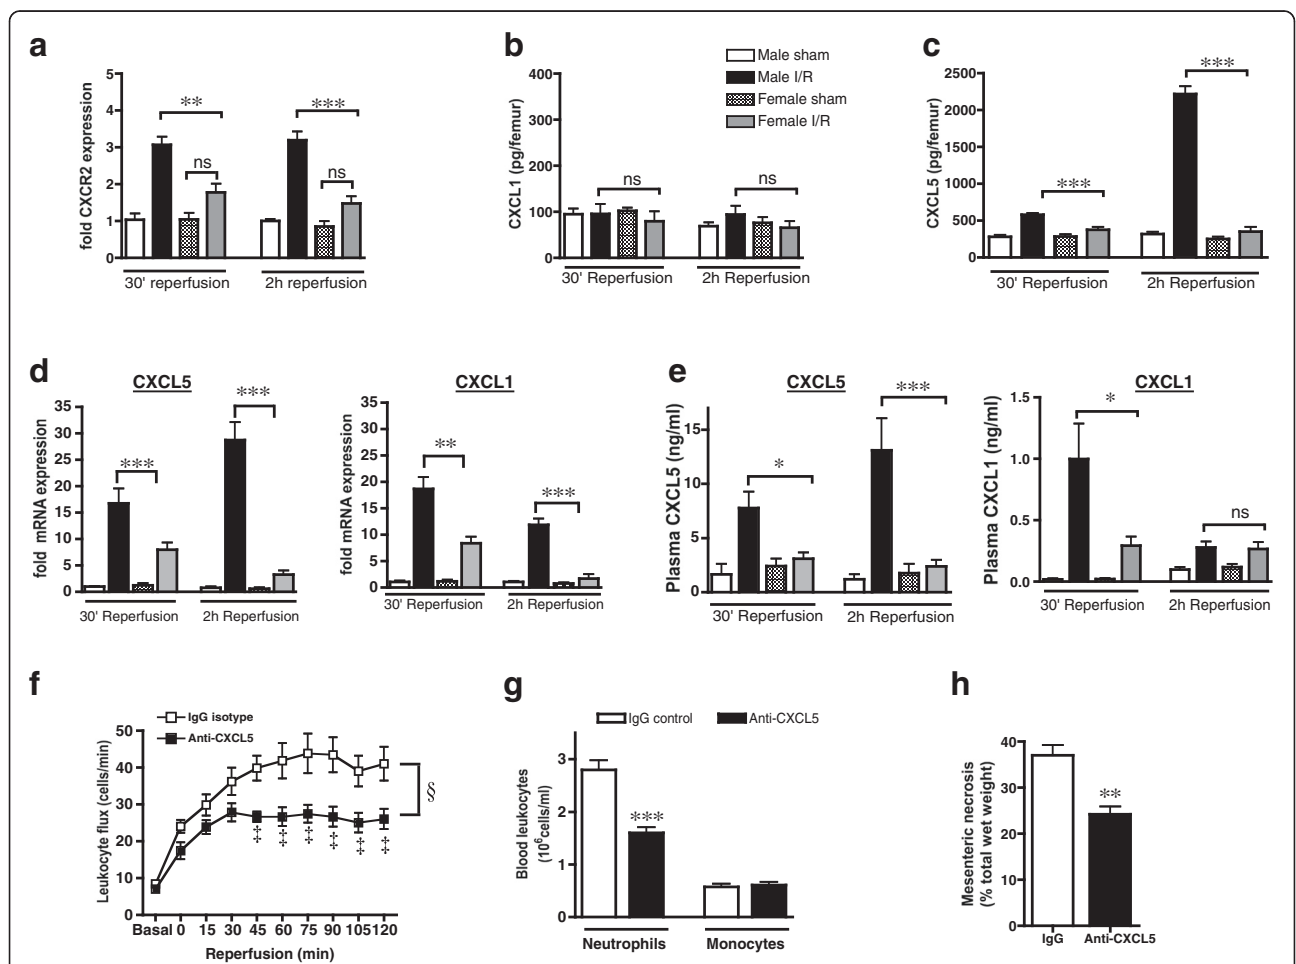 a
fold CXCR2 expression
5
4
3
2
1
0
**
ns
***
ns
30' reperfusion
2h reperfusion
b
CXCL1 (pg/femur)
400
300
200
100
0
ns
ns
30' Reperfusion
2h Reperfusion
Male sham
Male I/R
Female sham
Female I/R
c
CXCL5 (pg/femur)
2500
2000
1500
1000
500
0
***
***
30' Reperfusion
2h Reperfusion
d
CXCL5
fold mRNA expression
35
30
25
20
15
10
5
0
***
***
30' Reperfusion
2h Reperfusion
CXCL1
fold mRNA expression
35
30
25
20
15
10
5
0
**
***
30' Reperfusion
2h Reperfusion
e
CXCL5
Plasma CXCL5 (ng/ml)
15
10
5
0
*
***
30' Reperfusion
2h Reperfusion
CXCL1
Plasma CXCL1 (ng/ml)
1.5
1.0
0.5
0.0
*
ns
30' Reperfusion
2h Reperfusion
f
IgG isotype
Anti-CXCL5
Leukocyte flux (cells/min)
50
40
30
20
10
0
§
‡ ‡ ‡ ‡ ‡ ‡
Basal 0 15 30 45 60 75 90 105 120
Reperfusion (min)
g
IgG control
Anti-CXCL5
Blood leukocytes
(10⁶cells/ml)
3
2
1
0
***
Neutrophils
Monocytes
h
Mesenteric necrosis
(% total wet weight)
40
30
20
10
0
**
IgG
Anti-CXCL5